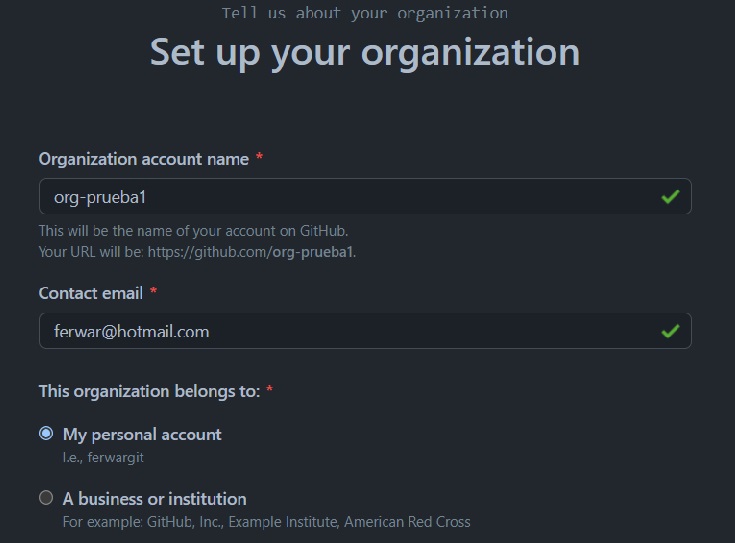 Tell us about your organization
Set up your organization
Organization account name *
org-prueba1
This will be the name of your account on GitHub.
Your URL will be: https://github.com/org-prueba1.
Contact email *
ferwar@hotmail.com
This organization belongs to: *
My personal account
I.e., ferwargit
A business or institution
For example: GitHub, Inc., Example Institute, American Red Cross